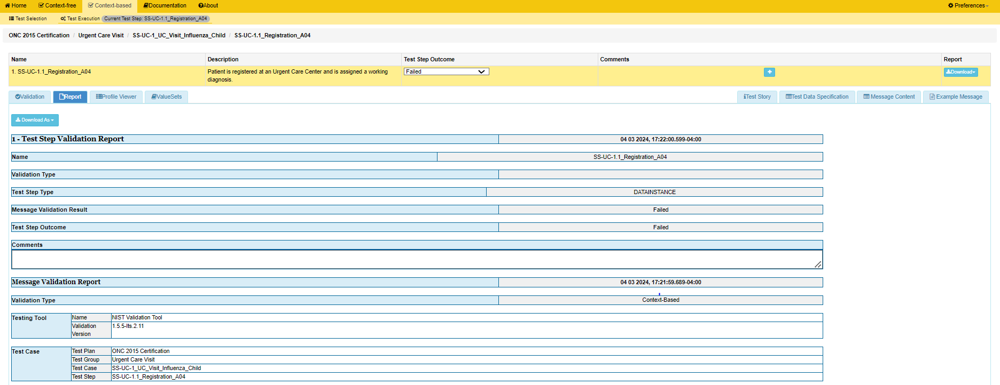 Home Context-free Context-based Documentation About Preferences
Test Selection Test Execution Current Test Step: SS-UC-1.1_Registration_A04
ONC 2015 Certification / Urgent Care Visit / SS-UC-1_UC_Visit_Influenza_Child / SS-UC-1.1_Registration_A04
Name Description Test Step Outcome Comments Report
1. SS-UC-1.1_Registration_A04 Patient is registered at an Urgent Care Center and is assigned a working Failed + Download
diagnosis.
Validation Report Profile Viewer ValueSets Test Story Test Data Specification Message Content Example Message
Download As
1 - Test Step Validation Report 04 03 2024, 17:22:00.599-04:00
Name SS-UC-1.1_Registration_A04
Validation Type
Test Step Type DATAINSTANCE
Message Validation Result Failed
Test Step Outcome Failed
Comments
Message Validation Report 04 03 2024, 17:21:59.689-04:00
Validation Type Context-Based
Testing Tool Name NIST Validation Tool
Validation 1.5.5-lts.2.11
Version
Test Case Test Plan ONC 2015 Certification
Test Group Urgent Care Visit
Test Case SS-UC-1_UC_Visit_Influenza_Child
Test Step SS-UC-1.1_Registration_A04